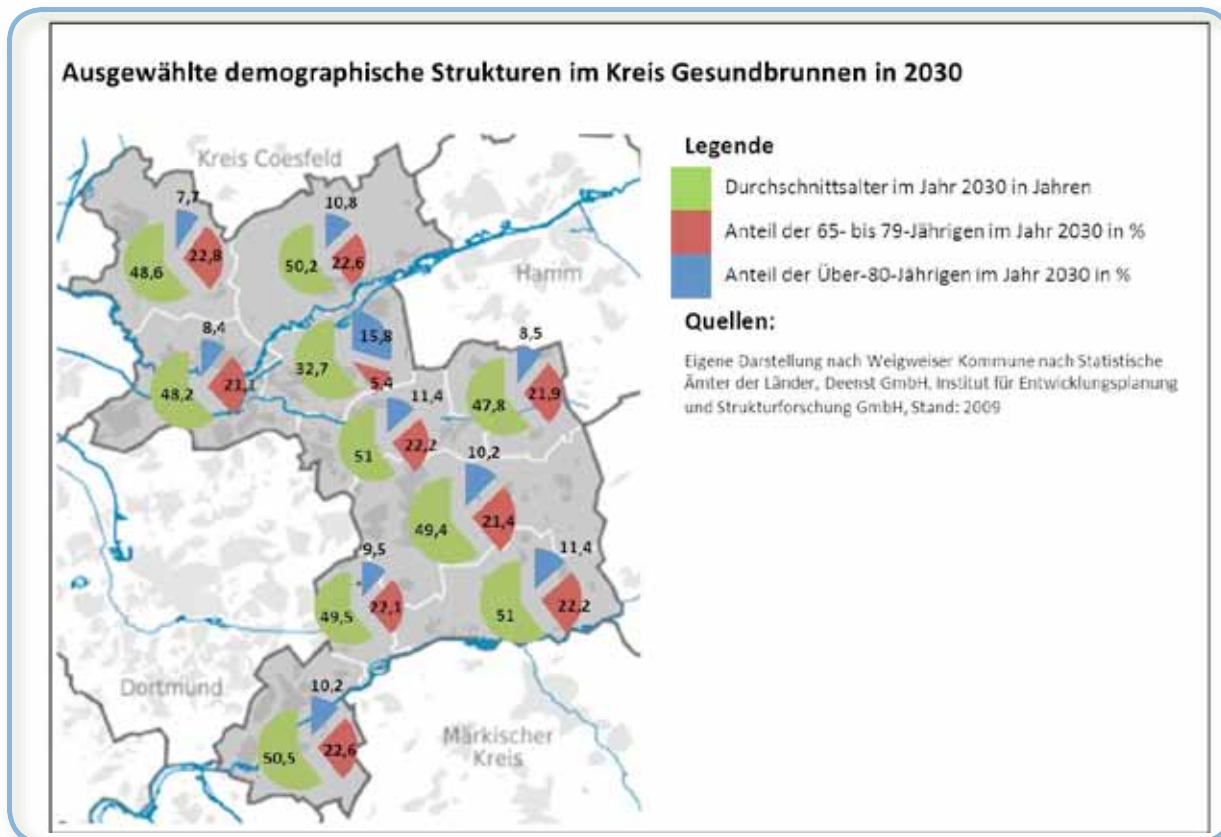 Ausgewählte demographische Strukturen im Kreis Gesundbrunnen in 2030
Kreis Coesfeld
7,7
10,8
48,6
22,8
50,2
22,6
Hamm
8,4
15,8
8,5
48,2
21,1
32,7
5,4
11,4
47,8
21,9
51
22,2
10,2
49,4
21,4
9,5
11,4
49,5
22,1
51
22,2
Dortmund
10,2
50,5
22,6
Märkischer
Kreis
Legende
Durchschnittsalter im Jahr 2030 in Jahren
Anteil der 65- bis 79-Jährigen im Jahr 2030 in %
Anteil der Über-80-Jährigen im Jahr 2030 in %
Quellen:
Eigene Darstellung nach Weigweiser Kommune nach Statistische
Ämter der Länder, Deenst GmbH, Institut für Entwicklungsplanung
und Strukturforschung GmbH, Stand: 2009